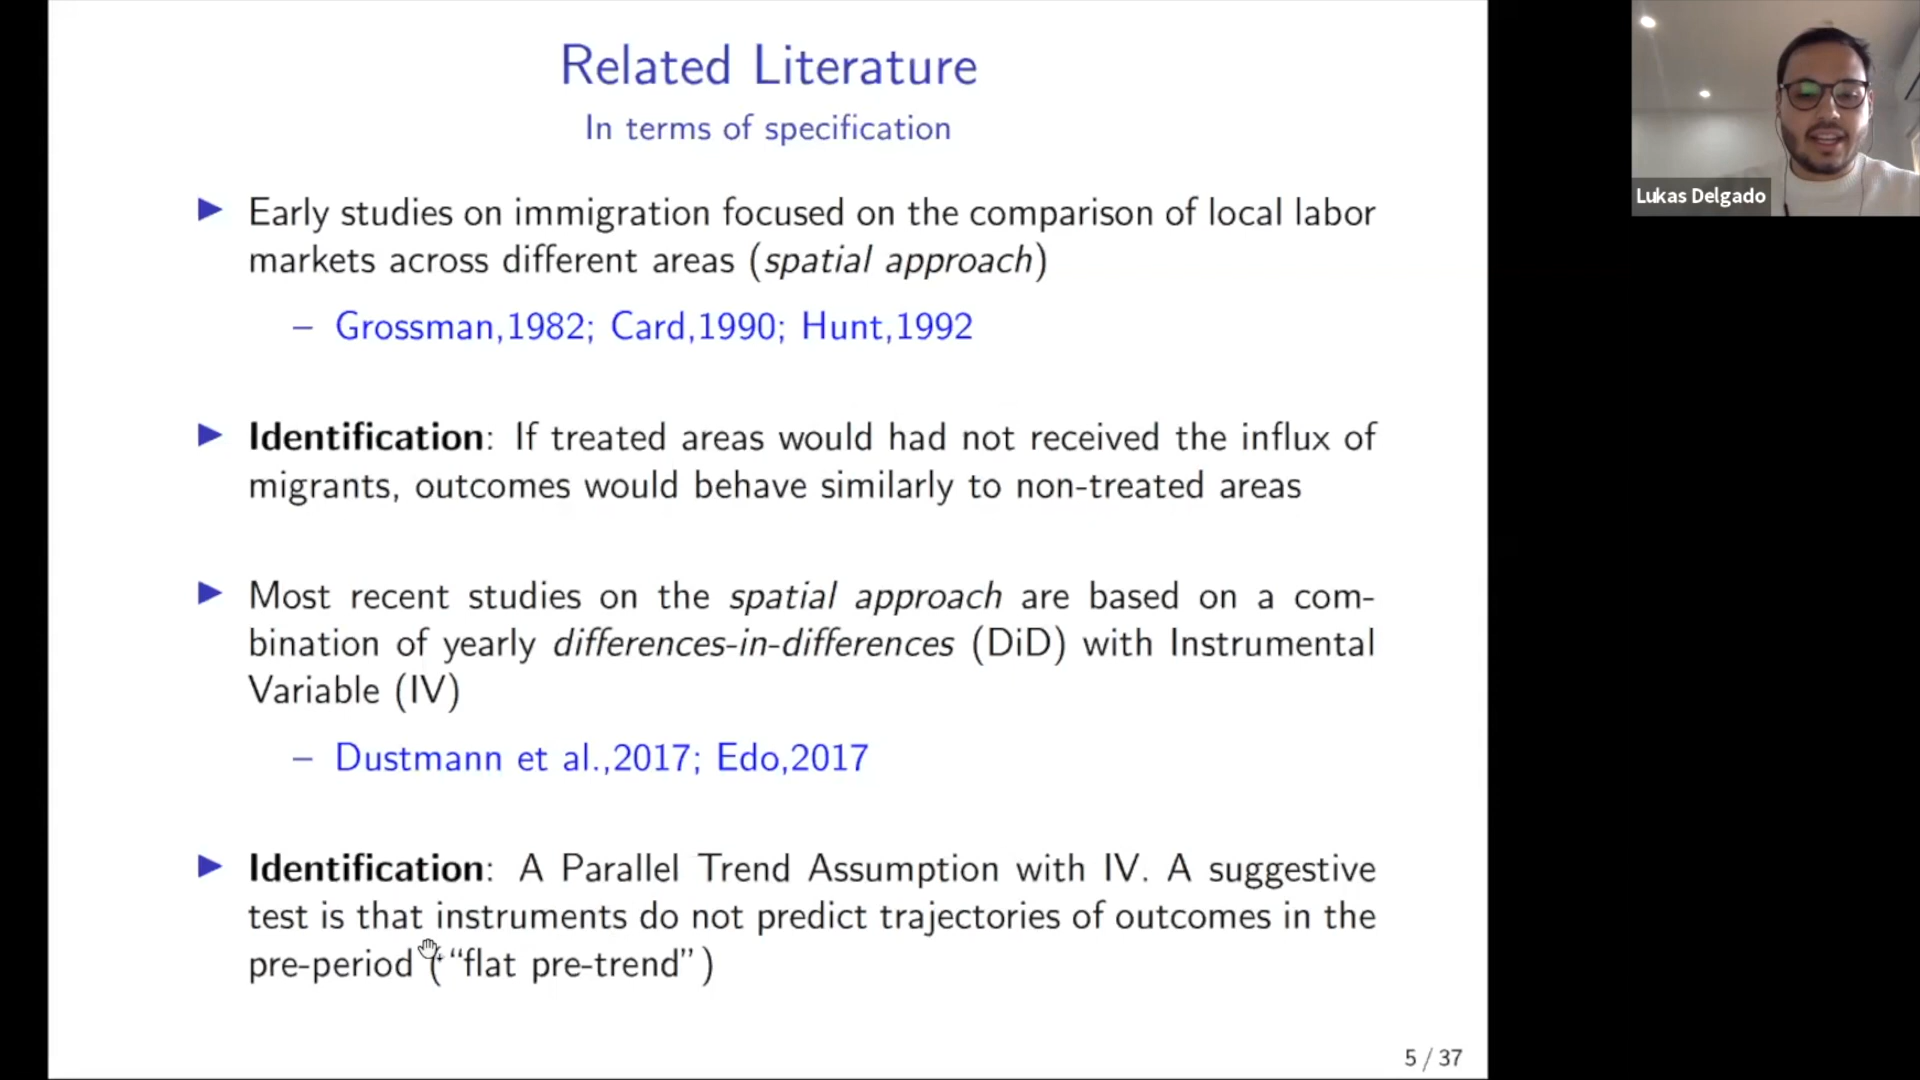 Related Literature
In terms of specification
Early studies on immigration focused on the comparison of local labor
markets across different areas (spatial approach)
– Grossman,1982; Card,1990; Hunt,1992
Identification: If treated areas would had not received the influx of
migrants, outcomes would behave similarly to non-treated areas
Most recent studies on the spatial approach are based on a com-
bination of yearly differences-in-differences (DiD) with Instrumental
Variable (IV)
– Dustmann et al.,2017; Edo,2017
Identification: A Parallel Trend Assumption with IV. A suggestive
test is that instruments do not predict trajectories of outcomes in the
pre-period (“flat pre-trend”)
5 / 37
Lukas Delgado